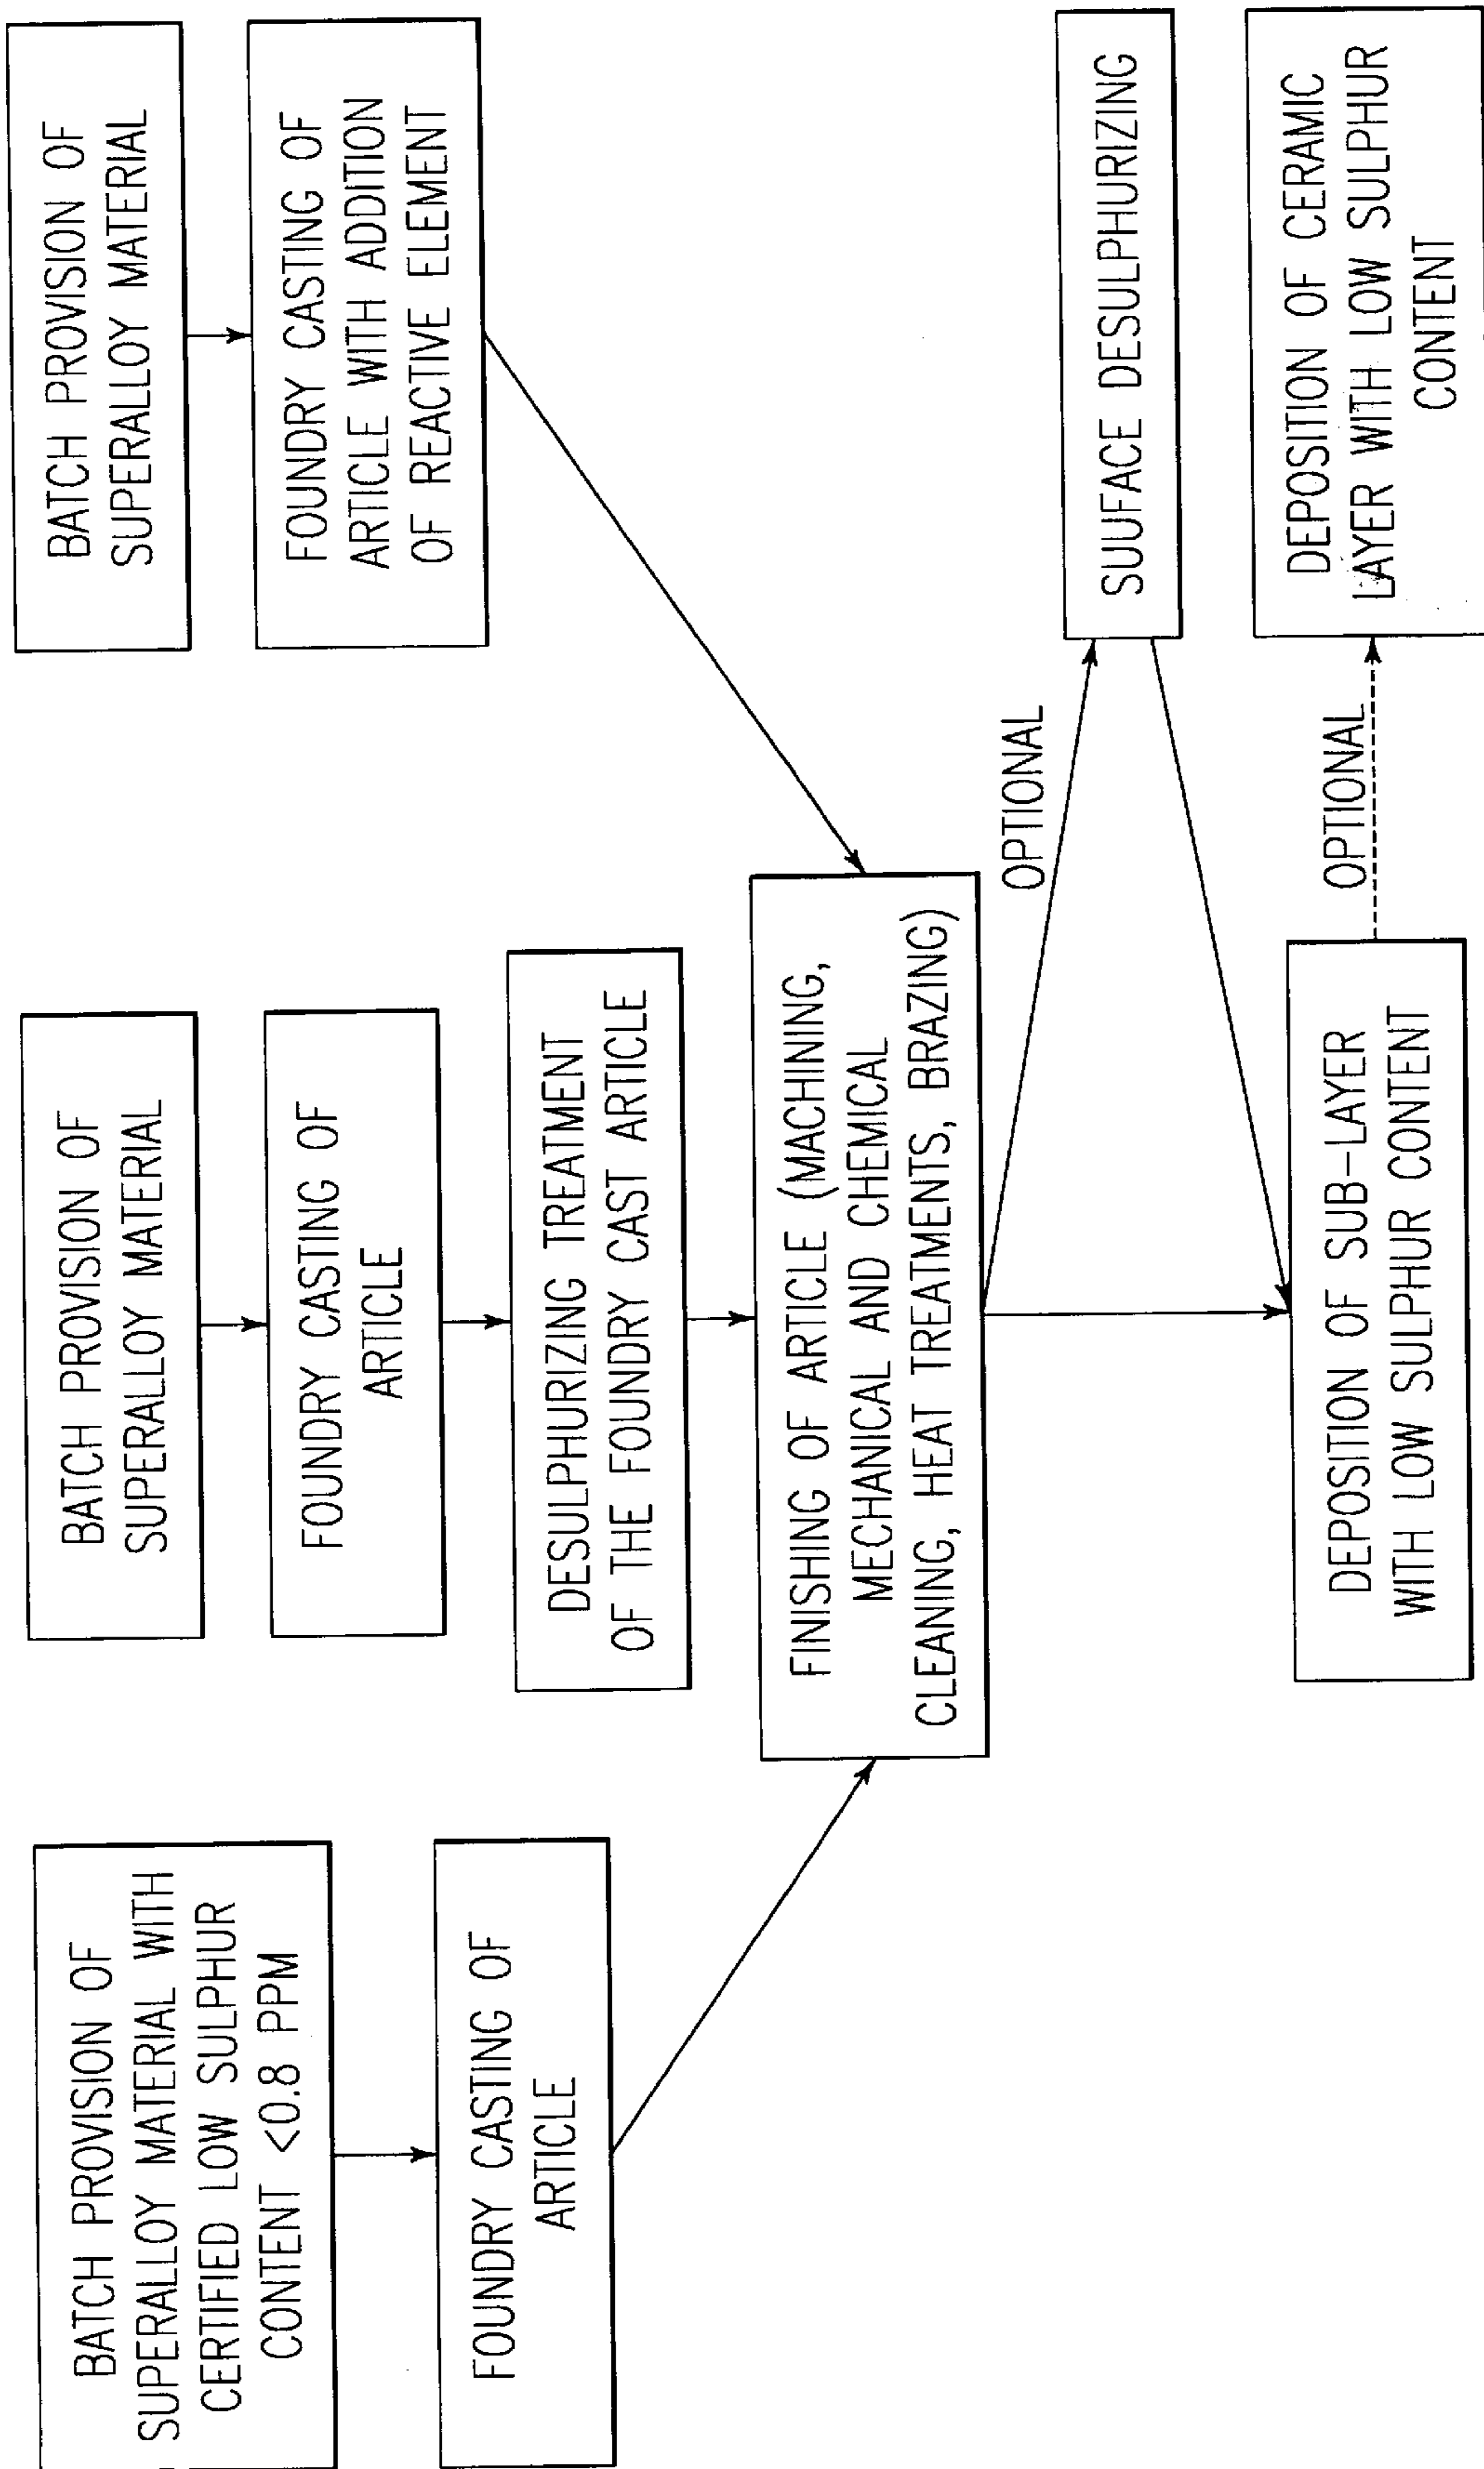 BATCH PROVISION OF
SUPERALLOY MATERIAL WITH
CERTIFIED LOW SULPHUR
CONTENT <0.8 PPM
FOUNDRY CASTING OF
ARTICLE
BATCH PROVISION OF
SUPERALLOY MATERIAL
FOUNDRY CASTING OF
ARTICLE
DESULPHURIZING TREATMENT
OF THE FOUNDRY CAST ARTICLE
BATCH PROVISION OF
SUPERALLOY MATERIAL
FOUNDRY CASTING OF
ARTICLE WITH ADDITION
OF REACTIVE ELEMENT
FINISHING OF ARTICLE (MACHINING,
MECHANICAL AND CHEMICAL
CLEANING, HEAT TREATMENTS, BRAZING)
OPTIONAL
SUUFACE DESULPHURIZING
DEPOSITION OF SUB-LAYER
WITH LOW SULPHUR CONTENT
OPTIONAL
DEPOSITION OF CERAMIC
LAYER WITH LOW SULPHUR
CONTENT